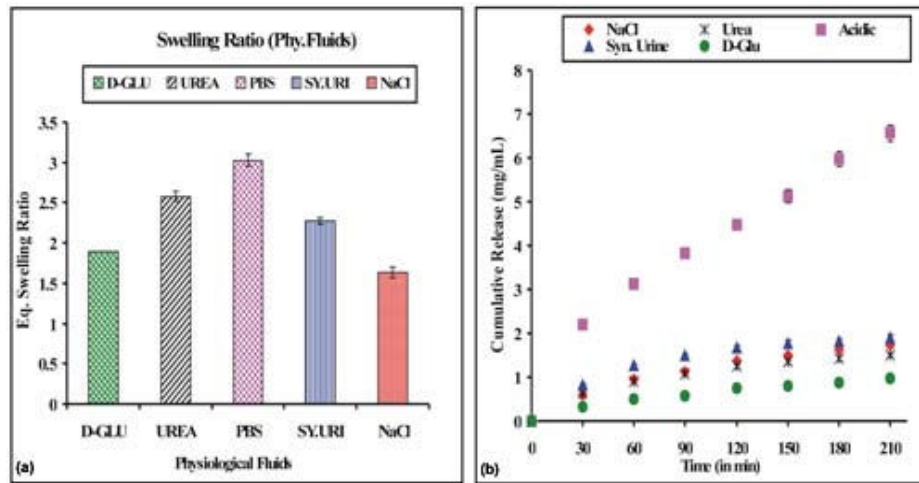 Swelling Ratio (Phy.Fluids)
D-GLU UREA PBS SY.URI NaCl
3.5
3
2.5
2
1.5
1
0.5
0
Eq. Swelling Ratio
D-GLU UREA PBS SY.URI NaCl
Physiological Fluids
(a)
NaCl Urea Acidic
Syn. Urine D-Glu
8
7
6
5
4
3
2
1
0
Cumulative Release (mg/mL)
0 30 60 90 120 150 180 210
Time (in min)
(b)